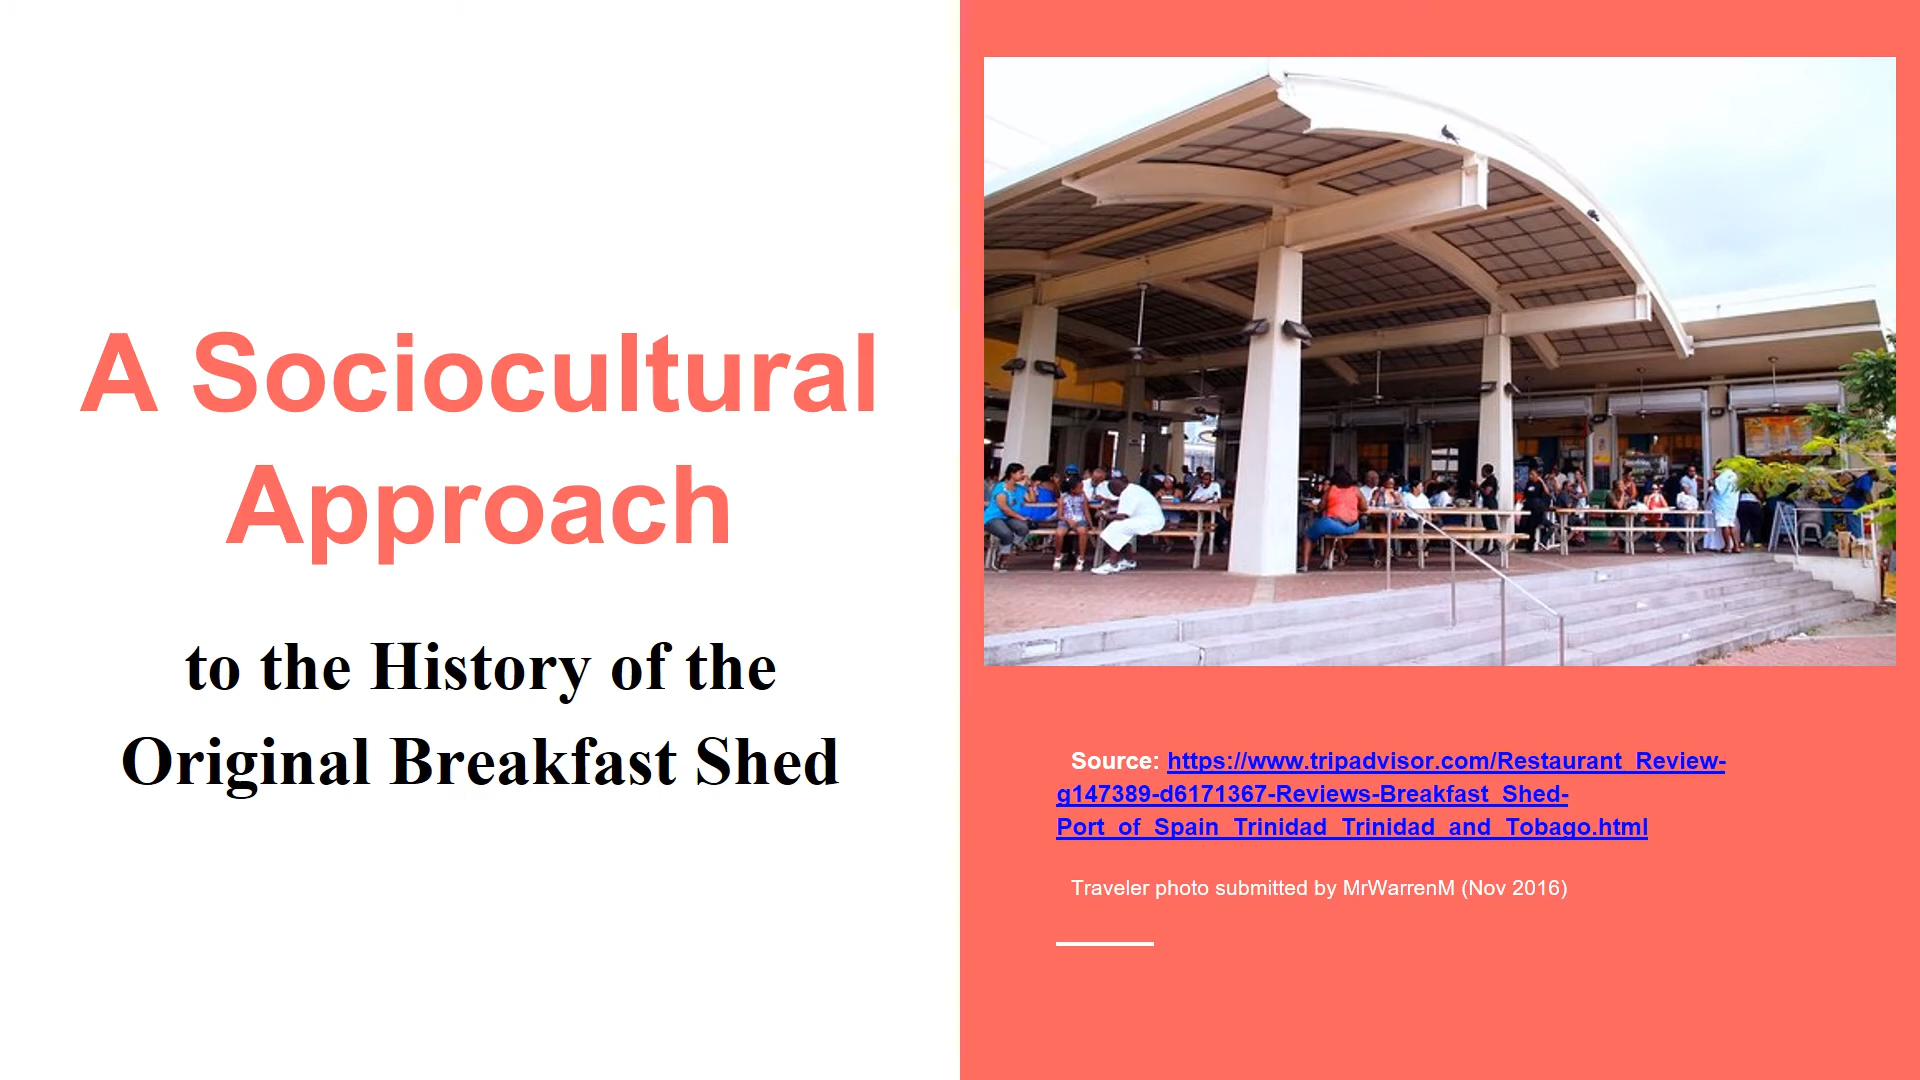 A Sociocultural
Approach
to the History of the
Original Breakfast Shed
Source: https://www.tripadvisor.com/Restaurant_Review-
g147389-d6171367-Reviews-Breakfast_Shed-
Port_of_Spain_Trinidad_Trinidad_and_Tobago.html
Traveler photo submitted by MrWarrenM (Nov 2016)